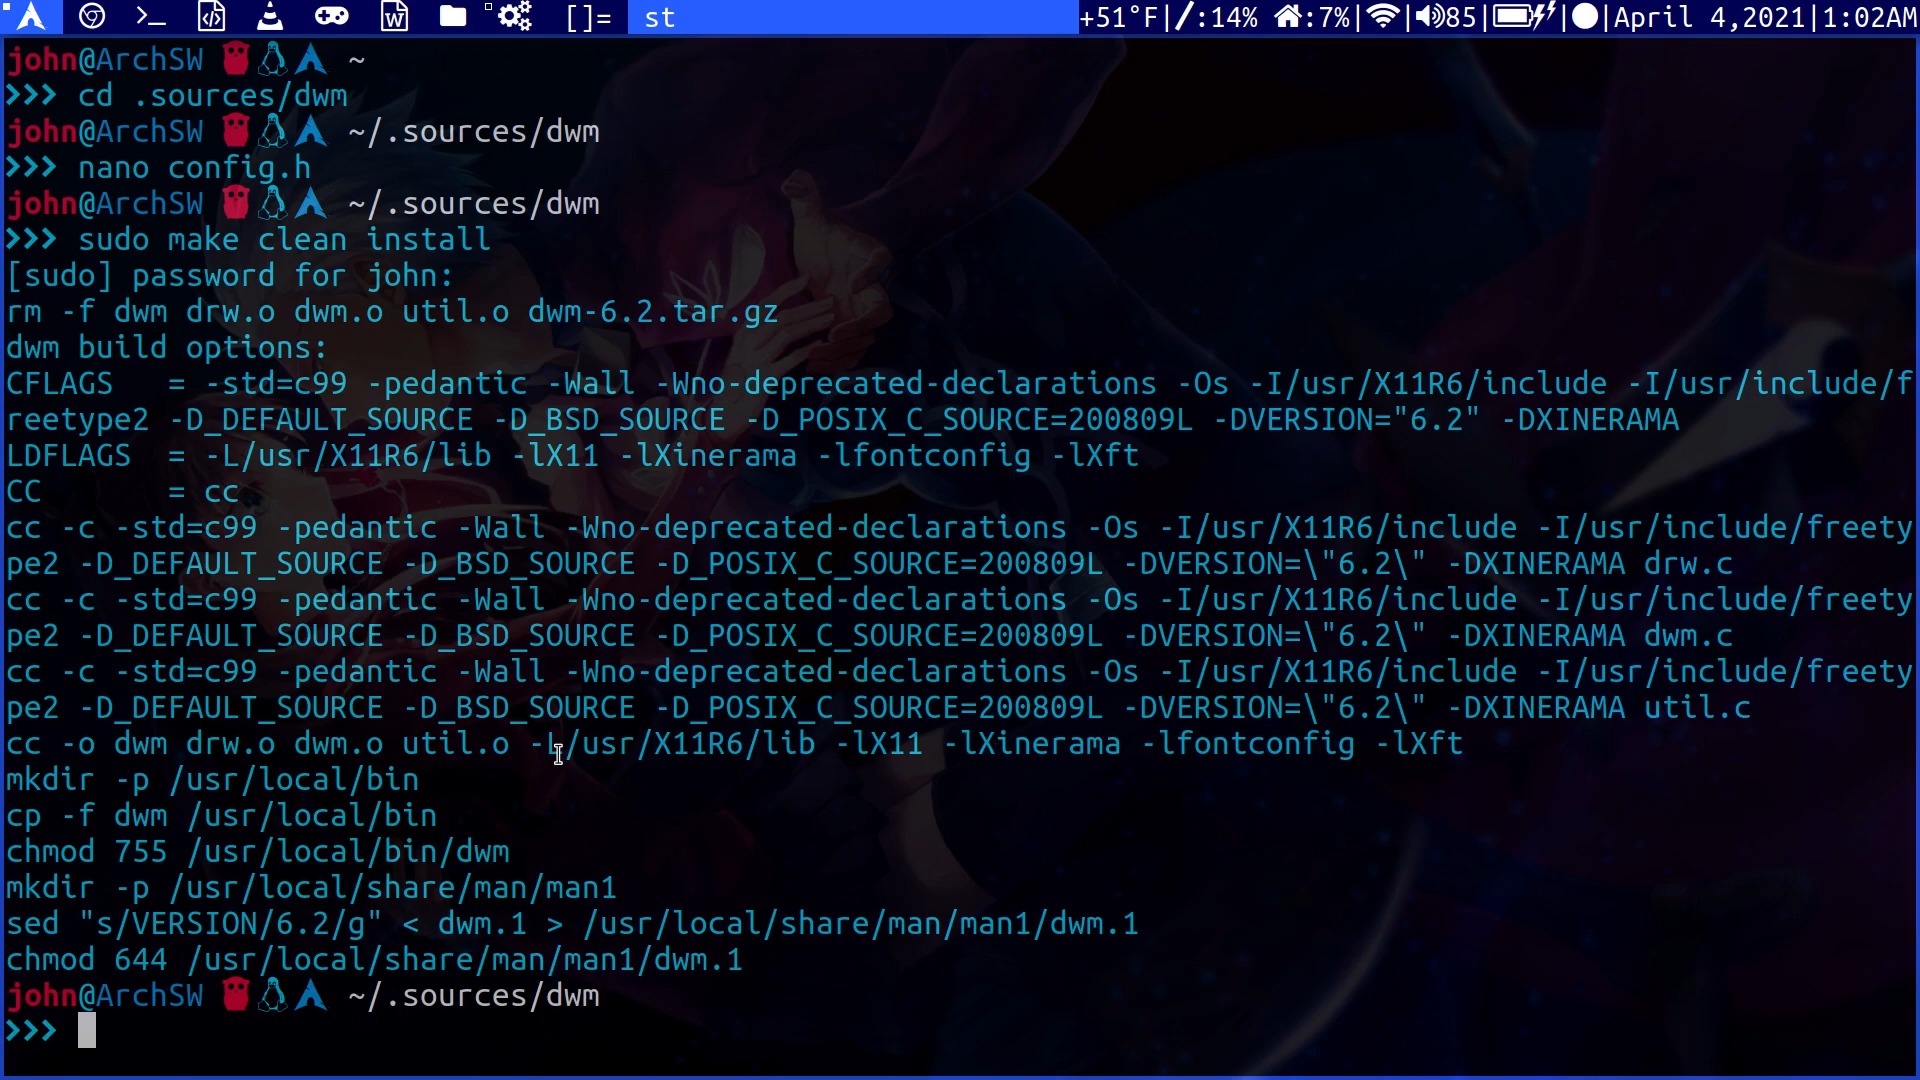 []= st +51°F|/:14% :7%| | 85| | |April 4,2021|1:02AM
john@ArchSW ~
>>> cd .sources/dwm
john@ArchSW ~/.sources/dwm
>>> nano config.h
john@ArchSW ~/.sources/dwm
>>> sudo make clean install
[sudo] password for john:
rm -f dwm drw.o dwm.o util.o dwm-6.2.tar.gz
dwm build options:
CFLAGS   = -std=c99 -pedantic -Wall -Wno-deprecated-declarations -Os -I/usr/X11R6/include -I/usr/include/f
reetype2 -D_DEFAULT_SOURCE -D_BSD_SOURCE -D_POSIX_C_SOURCE=200809L -DVERSION="6.2" -DXINERAMA
LDFLAGS  = -L/usr/X11R6/lib -lX11 -lXinerama -lfontconfig -lXft
CC       = cc
cc -c -std=c99 -pedantic -Wall -Wno-deprecated-declarations -Os -I/usr/X11R6/include -I/usr/include/freety
pe2 -D_DEFAULT_SOURCE -D_BSD_SOURCE -D_POSIX_C_SOURCE=200809L -DVERSION=\"6.2\" -DXINERAMA drw.c
cc -c -std=c99 -pedantic -Wall -Wno-deprecated-declarations -Os -I/usr/X11R6/include -I/usr/include/freety
pe2 -D_DEFAULT_SOURCE -D_BSD_SOURCE -D_POSIX_C_SOURCE=200809L -DVERSION=\"6.2\" -DXINERAMA dwm.c
cc -c -std=c99 -pedantic -Wall -Wno-deprecated-declarations -Os -I/usr/X11R6/include -I/usr/include/freety
pe2 -D_DEFAULT_SOURCE -D_BSD_SOURCE -D_POSIX_C_SOURCE=200809L -DVERSION=\"6.2\" -DXINERAMA util.c
cc -o dwm drw.o dwm.o util.o -L/usr/X11R6/lib -lX11 -lXinerama -lfontconfig -lXft
mkdir -p /usr/local/bin
cp -f dwm /usr/local/bin
chmod 755 /usr/local/bin/dwm
mkdir -p /usr/local/share/man/man1
sed "s/VERSION/6.2/g" < dwm.1 > /usr/local/share/man/man1/dwm.1
chmod 644 /usr/local/share/man/man1/dwm.1
john@ArchSW ~/.sources/dwm
>>>